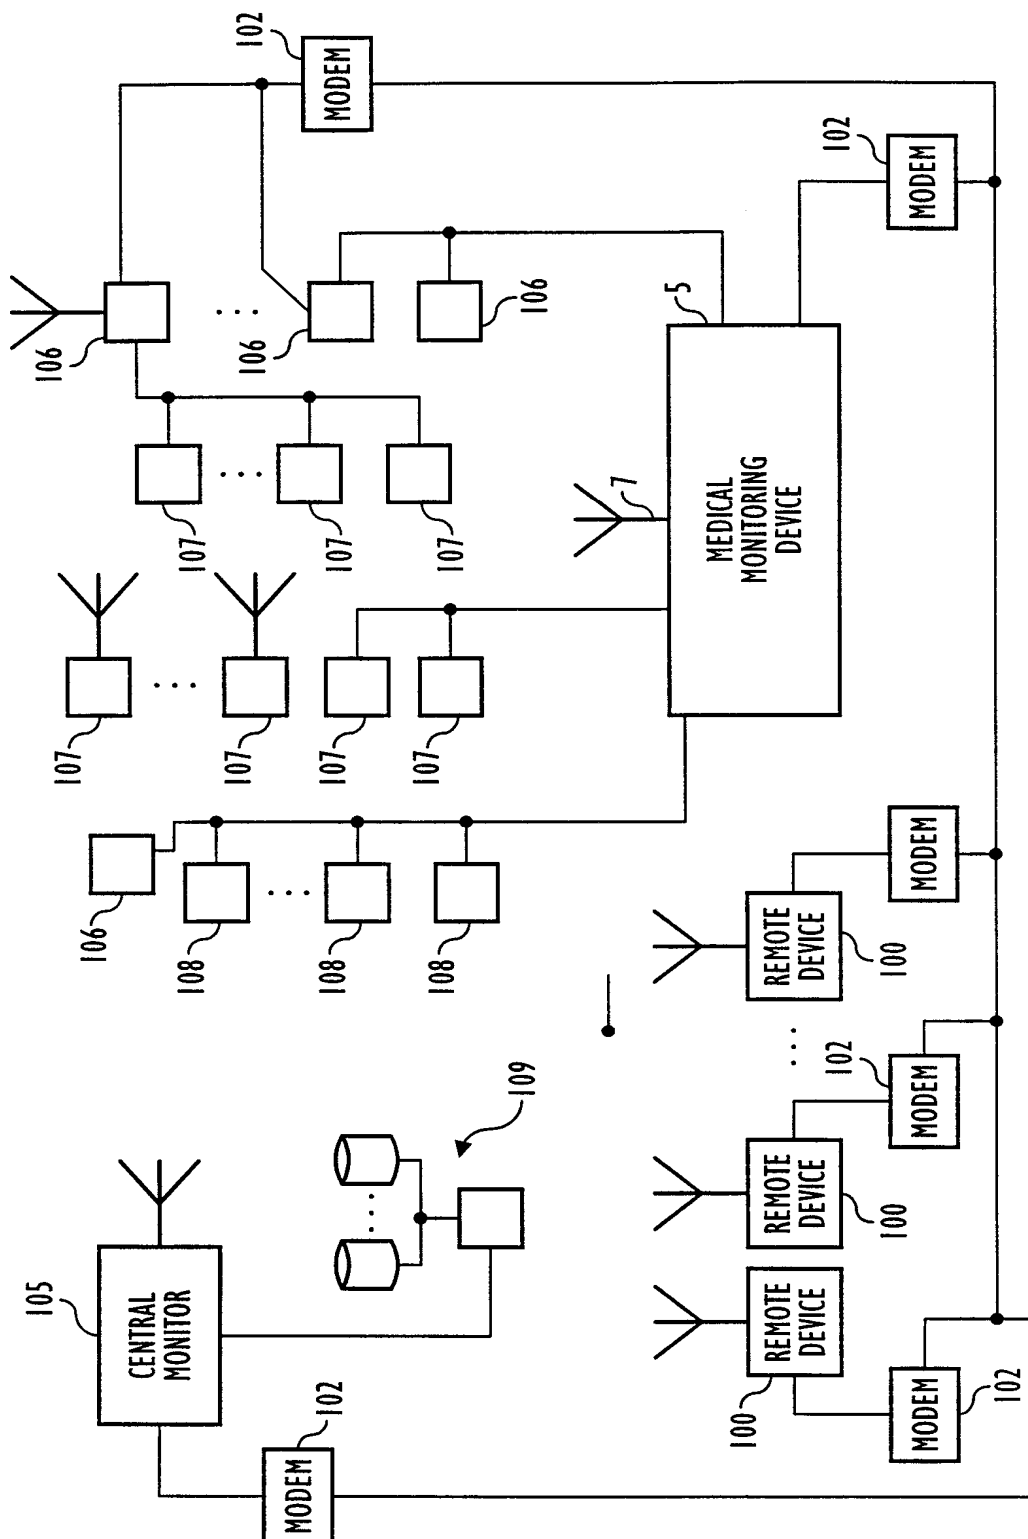 105
CENTRAL
MONITOR
102
MODEM
109
106
108
108
108
107
107
107
107
107
107
107
106
106
106
102
MODEM
7
5
MEDICAL
MONITORING
DEVICE
102
MODEM
100
REMOTE
DEVICE
REMOTE
DEVICE
100
REMOTE
DEVICE
100
MODEM
102
102
MODEM
MODEM